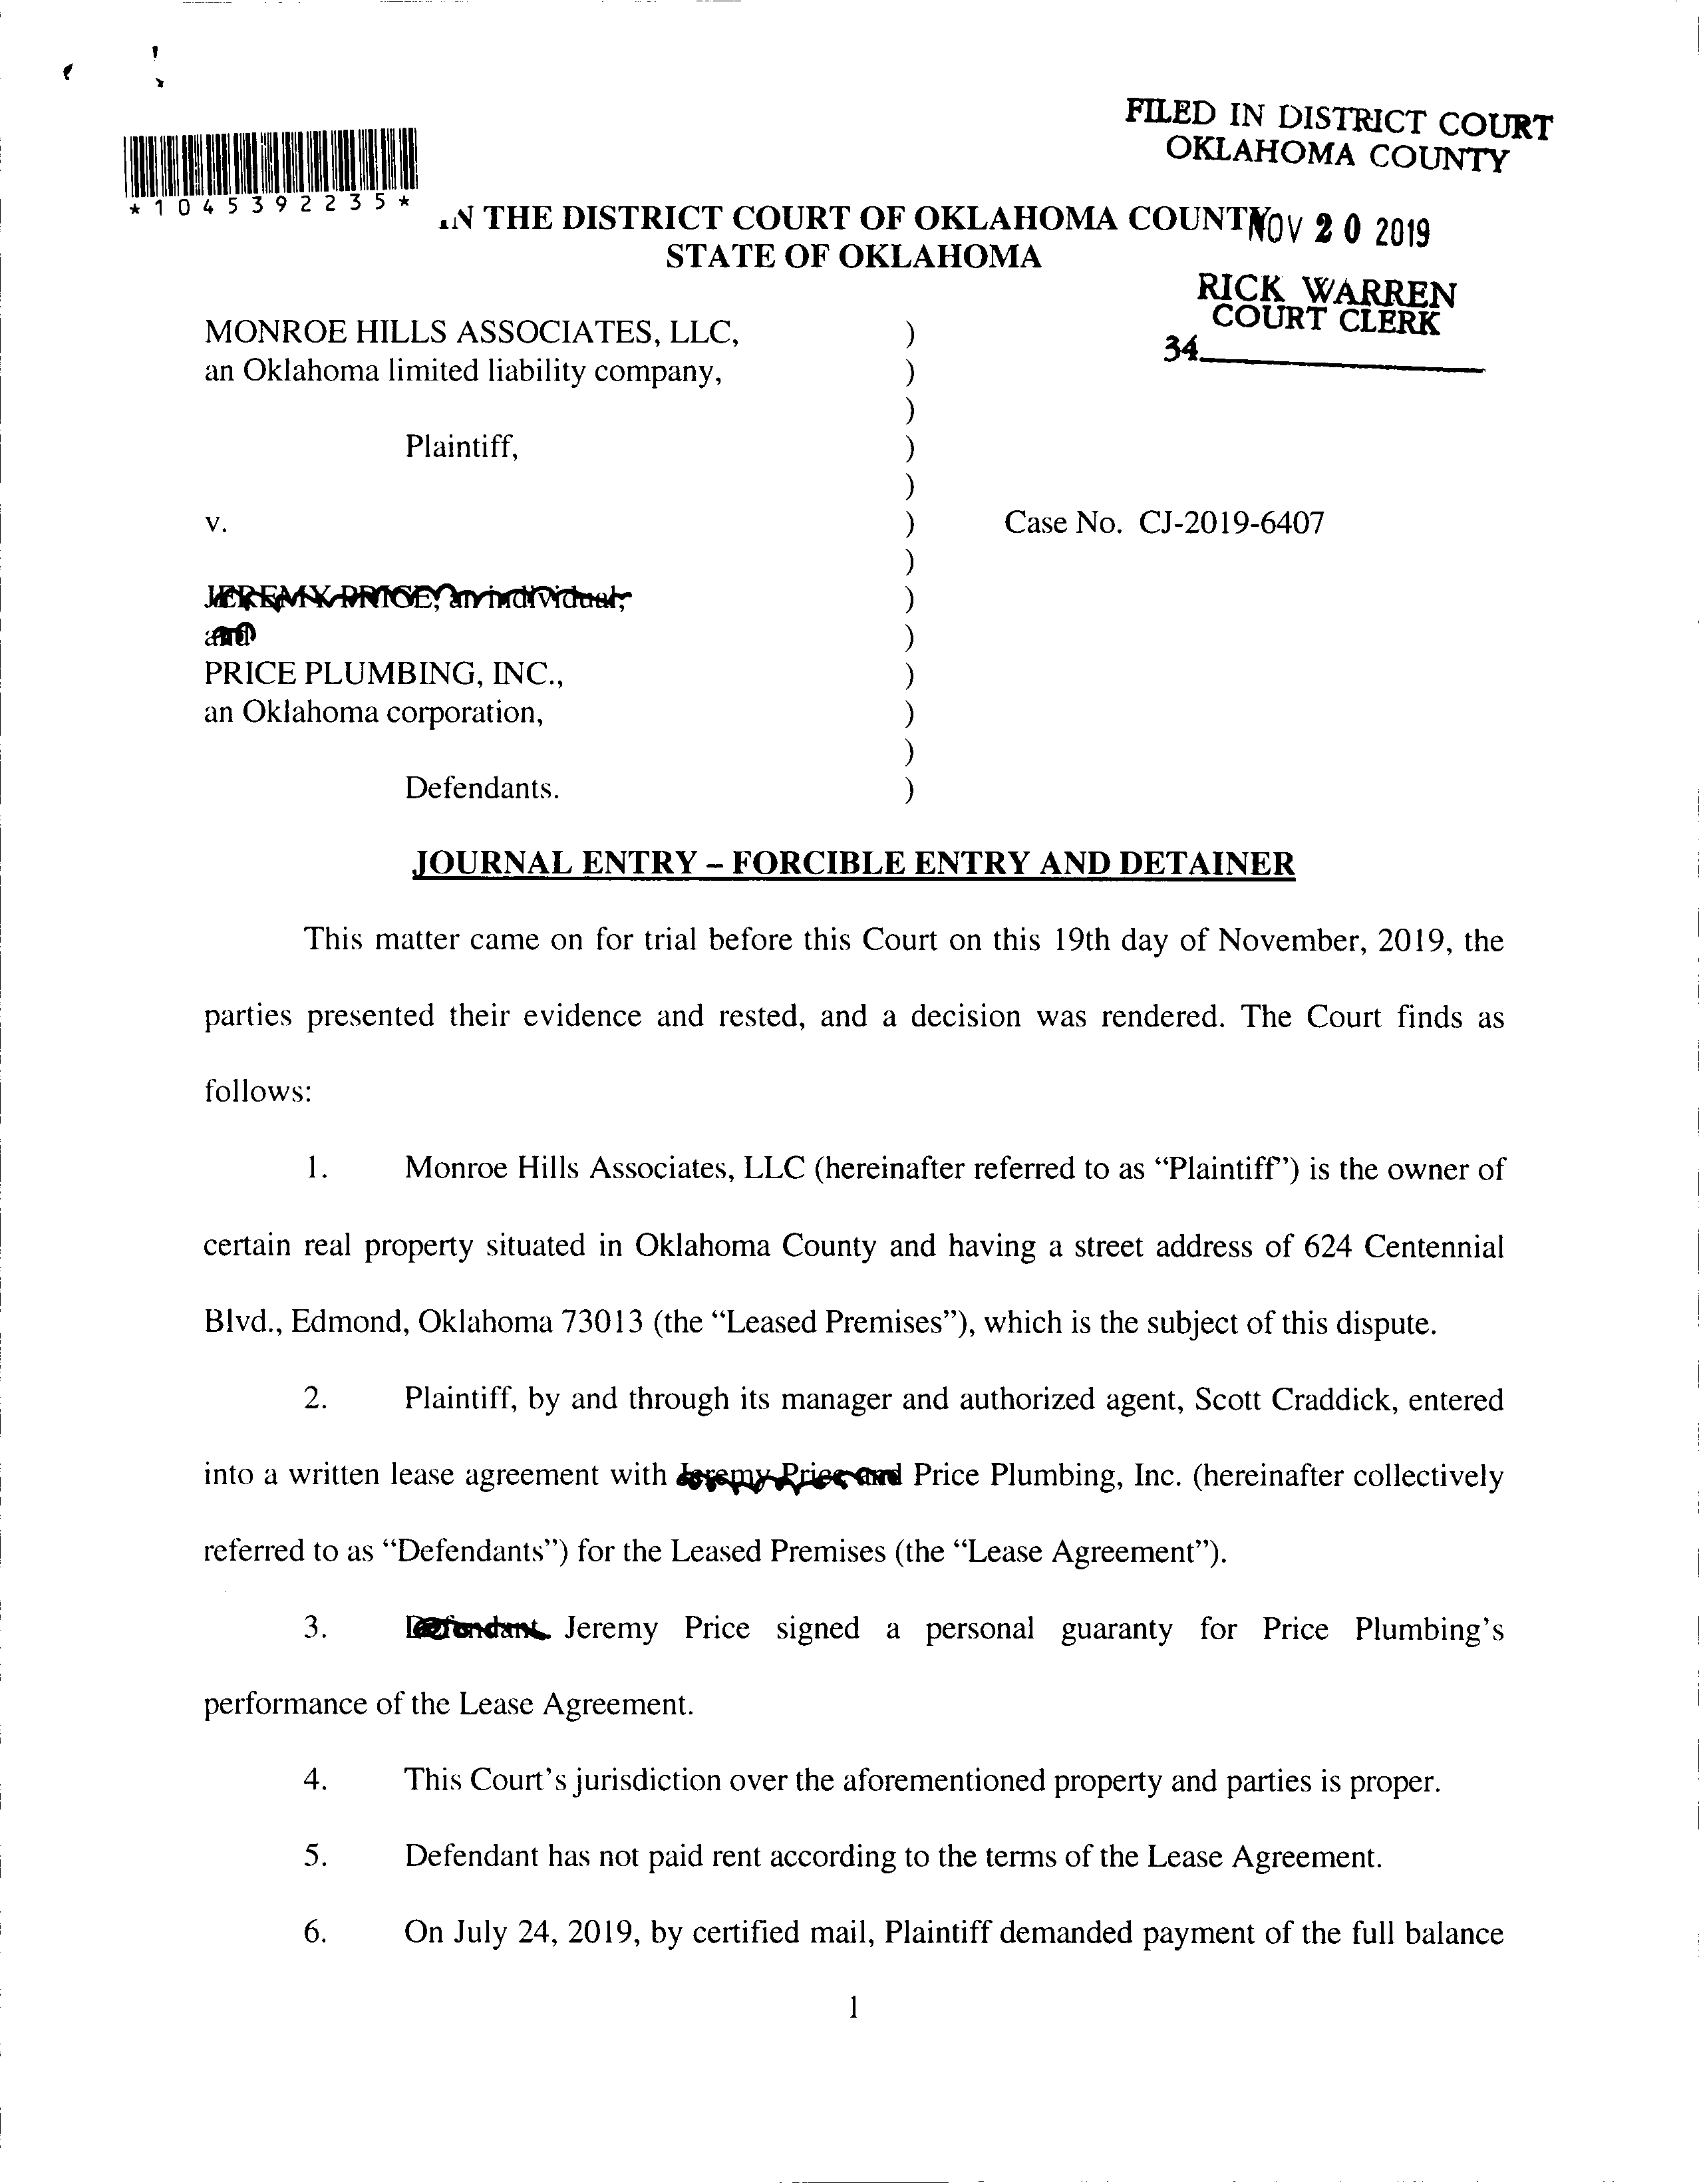 FILED IN DISTRICT COURT
OKLAHOMA COUNTY
*1045392235*
IN THE DISTRICT COURT OF OKLAHOMA COUNTY
NOV 20 2019
STATE OF OKLAHOMA
RICK WARREN
COURT CLERK
34
MONROE HILLS ASSOCIATES, LLC, )
an Oklahoma limited liability company, )
)
Plaintiff, )
)
v. ) Case No. CJ-2019-6407
)
JEREMY PRICE, an individual, )
and )
PRICE PLUMBING, INC., )
an Oklahoma corporation, )
)
Defendants. )
JOURNAL ENTRY – FORCIBLE ENTRY AND DETAINER
This matter came on for trial before this Court on this 19th day of November, 2019, the
parties presented their evidence and rested, and a decision was rendered. The Court finds as
follows:
1. Monroe Hills Associates, LLC (hereinafter referred to as “Plaintiff”) is the owner of
certain real property situated in Oklahoma County and having a street address of 624 Centennial
Blvd., Edmond, Oklahoma 73013 (the “Leased Premises”), which is the subject of this dispute.
2. Plaintiff, by and through its manager and authorized agent, Scott Craddick, entered
into a written lease agreement with Jeremy Price and Price Plumbing, Inc. (hereinafter collectively
referred to as “Defendants”) for the Leased Premises (the “Lease Agreement”).
3. Defendant Jeremy Price signed a personal guaranty for Price Plumbing’s
performance of the Lease Agreement.
4. This Court’s jurisdiction over the aforementioned property and parties is proper.
5. Defendant has not paid rent according to the terms of the Lease Agreement.
6. On July 24, 2019, by certified mail, Plaintiff demanded payment of the full balance
1